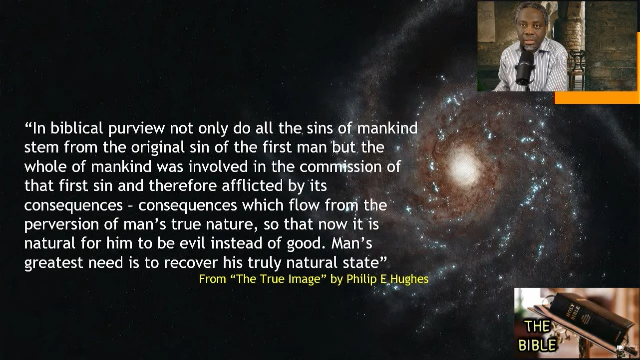 “In biblical purview not only do all the sins of mankind
stem from the original sin of the first man but the
whole of mankind was involved in the commission of
that first sin and therefore afflicted by its
consequences – consequences which flow from the
perversion of man’s true nature, so that now it is
natural for him to be evil instead of good. Man’s
greatest need is to recover his truly natural state”
From “The True Image” by Philip E Hughes
THE
BIBLE
HOLY
BIBLE